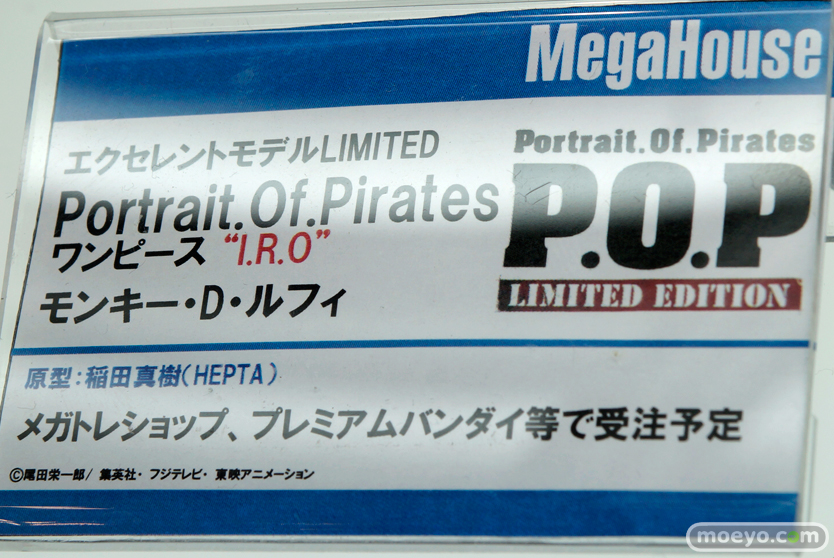 MegaHouse
エクセレントモデルLIMITED
Portrait.Of.Pirates
ワンピース "I.R.O"
モンキー・D・ルフィ
Portrait.Of.Pirates
P.O.P
LIMITED EDITION
原型:稲田真樹(HEPTA)
メガトレショップ、プレミアムバンダイ等で受注予定
©尾田栄一郎/ 集英社・フジテレビ・東映アニメーション
moeyo.com